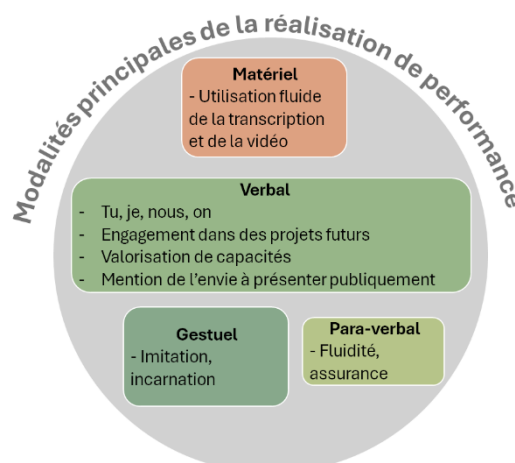 Modalités principales de la réalisation de performance
Matériel
- Utilisation fluide
de la transcription
et de la vidéo
Verbal
- Tu, je, nous, on
- Engagement dans des projets futurs
- Valorisation de capacités
- Mention de l’envie à présenter publiquement
Gestuel
- Imitation,
incarnation
Para-verbal
- Fluidité,
assurance